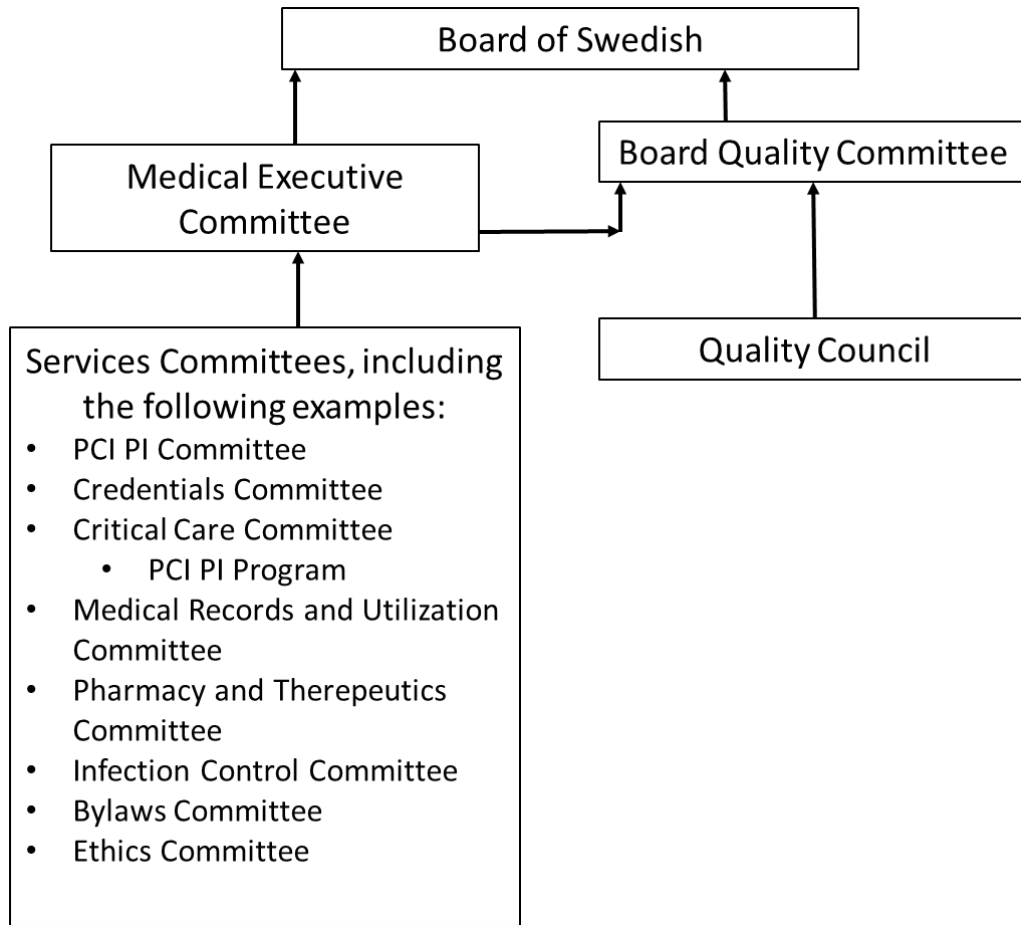 Board of Swedish
Medical Executive
Committee
Board Quality Committee
Quality Council
Services Committees, including
the following examples:
• PCI PI Committee
• Credentials Committee
• Critical Care Committee
• PCI PI Program
• Medical Records and Utilization
Committee
• Pharmacy and Therepeutics
Committee
• Infection Control Committee
• Bylaws Committee
• Ethics Committee